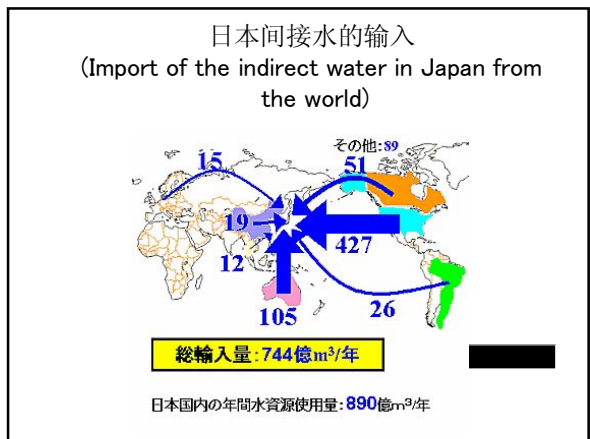 日本间接水的输入
(Import of the indirect water in Japan from
the world)
その他:89
15
51
19
427
12
105
26
総輸入量:744億m³/年
日本国内の年間水資源使用量:890億m³/年